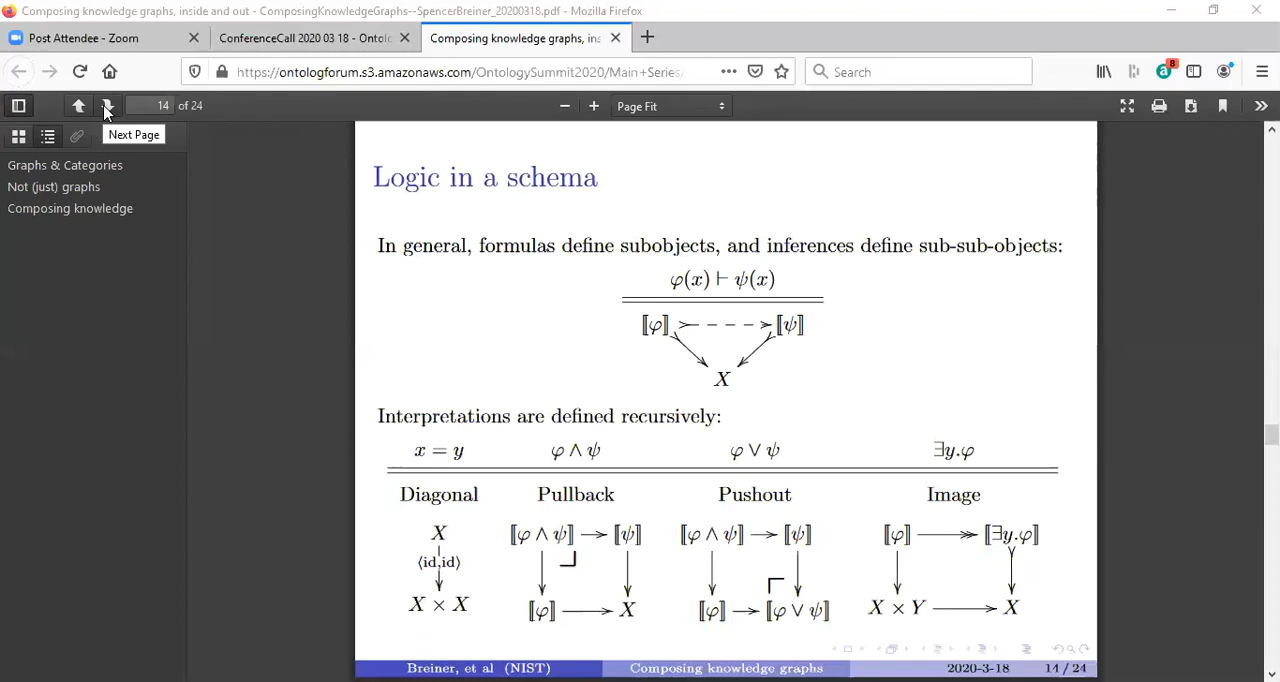 Composing knowledge graphs, inside and out - ComposingKnowledgeGraphs--SpencerBreiner_20200318.pdf - Mozilla Firefox
Post Attendee - Zoom
ConferenceCall 2020 03 18 - Ontolo
Composing knowledge graphs, ins
https://ontologforum.s3.amazonaws.com/OntologySummit2020/Main+Series/
Search
8
14 of 24
Page Fit
Next Page
Graphs & Categories
Not (just) graphs
Composing knowledge
Logic in a schema
In general, formulas define subobjects, and inferences define sub-sub-objects:
φ(x) ⊢ ψ(x)
⟦φ⟧ ⟦ψ⟧
X
Interpretations are defined recursively:
x = y φ ∧ ψ φ ∨ ψ ∃y.φ
Diagonal Pullback Pushout Image
X ⟦φ ∧ ψ⟧ → ⟦ψ⟧ ⟦φ ∧ ψ⟧ → ⟦ψ⟧ ⟦φ⟧ ↠ ⟦∃y.φ⟧
⟨id,id⟩
X × X ⟦φ⟧ → X ⟦φ⟧ → ⟦φ ∨ ψ⟧ X × Y → X
Breiner, et al (NIST) Composing knowledge graphs 2020-3-18 14 / 24